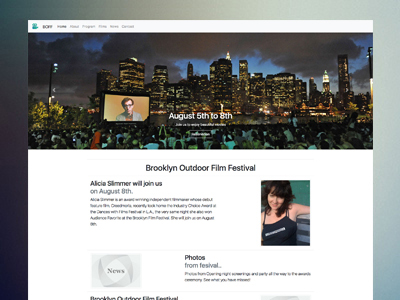 BOFF Home About Program Films News Contact
August 5th to 8th
Join us to enjoy beautiful movies
Brooklyn Outdoor Film Festival
Alicia Slimmer will join us
on August 8th.
Alicia Slimmer is an award winning independent filmmaker whose debut
feature film, Creedmoria, recently took home the Industry Choice Award at
the Dances with Films Festival in L.A., the very same night she also won
Audience Favorite at the Brooklyn Film Festival. She will join us on August
8th.
News
Photos
from fesival..
Photos from Opening night screenings and party all the way to the awards
ceremony. See what you have missed!
Brooklyn Outdoor Film Festival